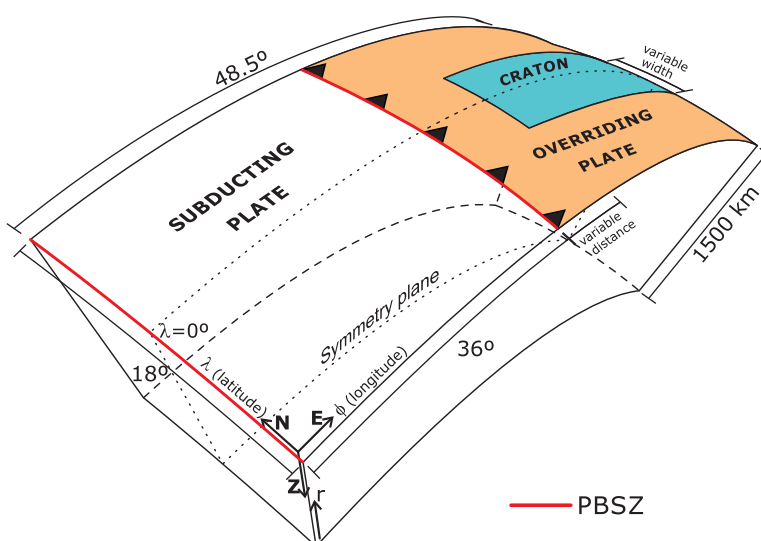 48.5º
variable
width
CRATON
OVERRIDING
PLATE
SUBDUCTING
PLATE
variable
distance
1500 km
Symmetry plane
λ=0º
36º
18º
λ (latitude)
ϕ (longitude)
N
E
Z
r
PBSZ